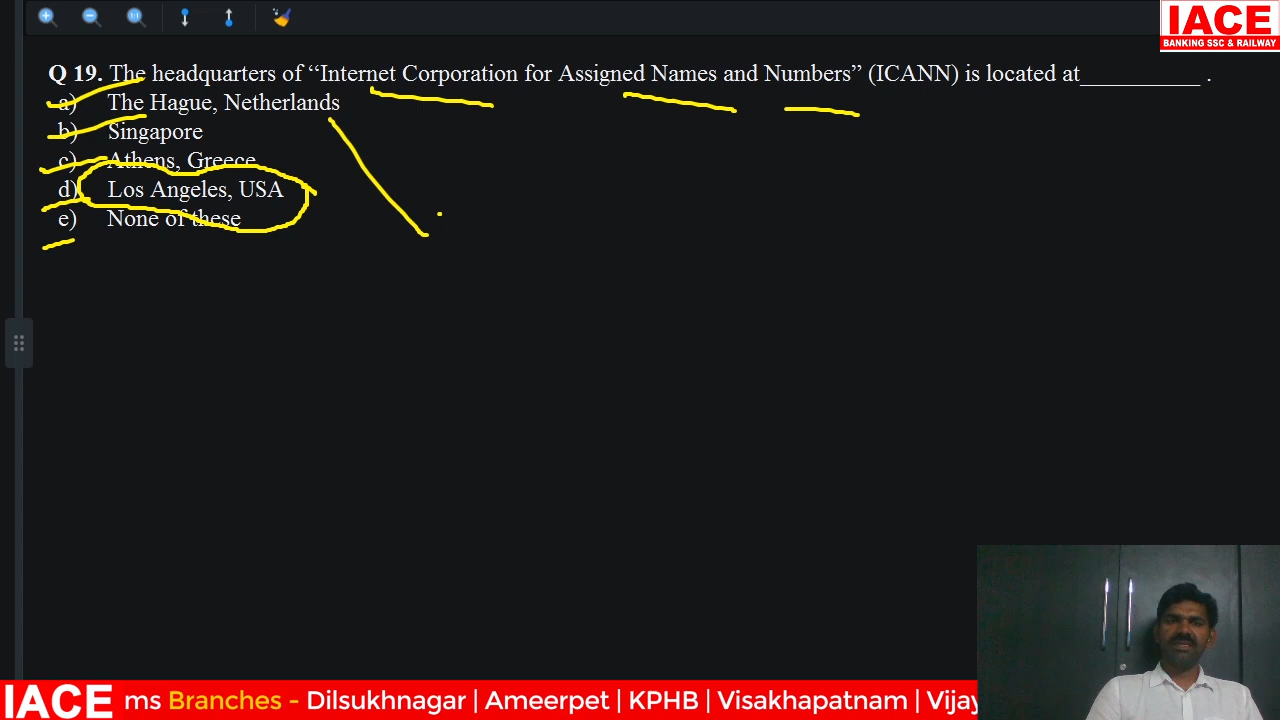 IACE
BANKING SSC & RAILWAY
Q 19. The headquarters of “Internet Corporation for Assigned Names and Numbers” (ICANN) is located at__________ .
a) The Hague, Netherlands
b) Singapore
c) Athens, Greece
d) Los Angeles, USA
e) None of these
IACE ms Branches - Dilsukhnagar | Ameerpet | KPHB | Visakhapatnam | Vijay